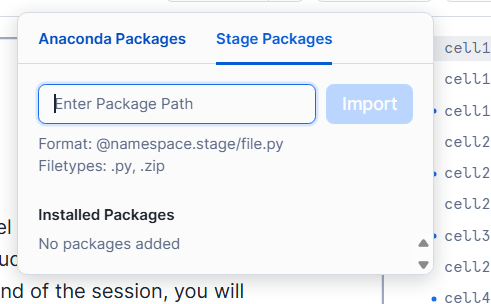 Anaconda Packages
Stage Packages
Enter Package Path
Import
Format: @namespace.stage/file.py
Filetypes: .py, .zip
Installed Packages
No packages added
el
uc
nd of the session, you will
cell1
cell1
cell1
cell2
cell2
cell2
cell3
cell2
cell4